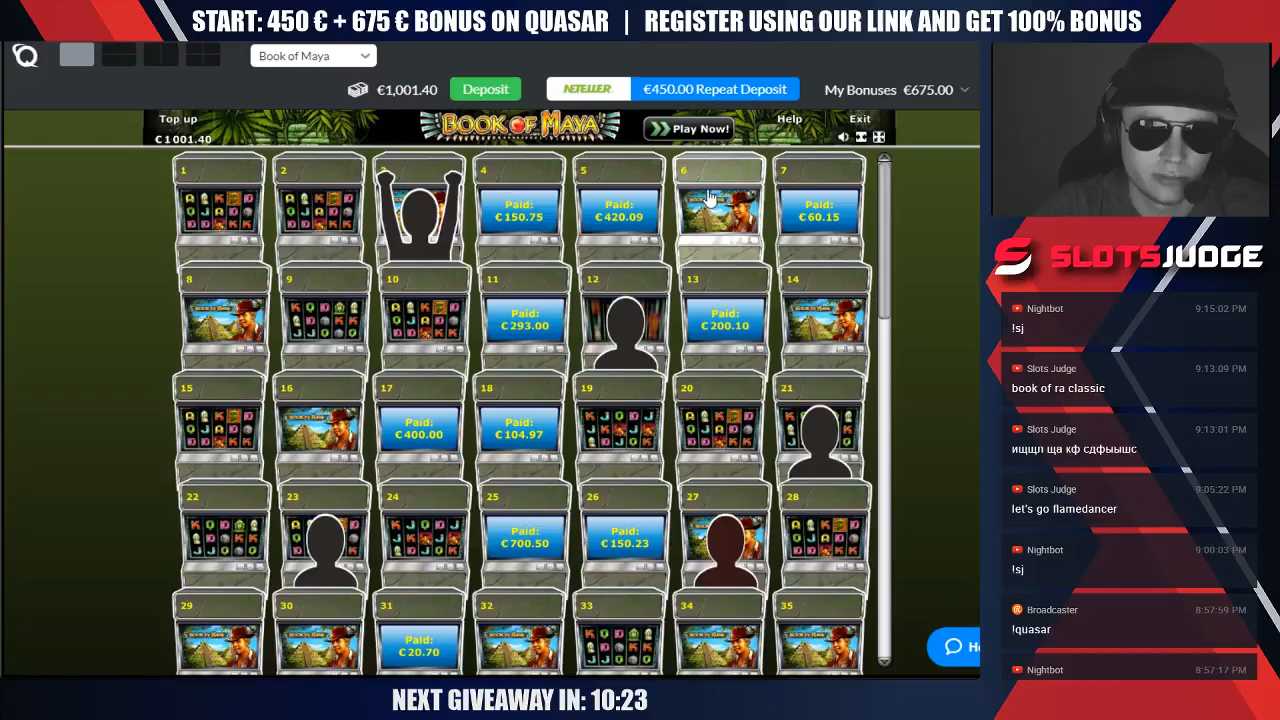 START: 450 € + 675 € BONUS ON QUASAR | REGISTER USING OUR LINK AND GET 100% BONUS
Book of Maya
€1,001.40
Deposit
NETELLER
€450.00 Repeat Deposit
My Bonuses €675.00
Top up
€1001.40
BOOK OF MAYA
Play Now!
Help
Exit
1
2
3
4
5
6
7
Paid:
€150.75
Paid:
€420.09
Paid:
€60.15
8
9
10
11
12
13
14
Paid:
€293.00
Paid:
€200.10
15
16
17
18
19
20
21
Paid:
€400.00
Paid:
€104.97
22
23
24
25
26
27
28
Paid:
€700.50
Paid:
€150.23
29
30
31
32
33
34
35
Paid:
€20.70
SLOTSJUDGE
Nightbot 9:15:02 PM
!sj
Slots Judge 9:13:09 PM
book of ra classic
Slots Judge 9:13:01 PM
ищщл ща кф сдфыышс
Slots Judge 9:05:22 PM
let's go flamedancer
Nightbot 9:00:03 PM
!sj
Broadcaster 8:57:59 PM
!quasar
Nightbot 8:57:17 PM
NEXT GIVEAWAY IN: 10:23